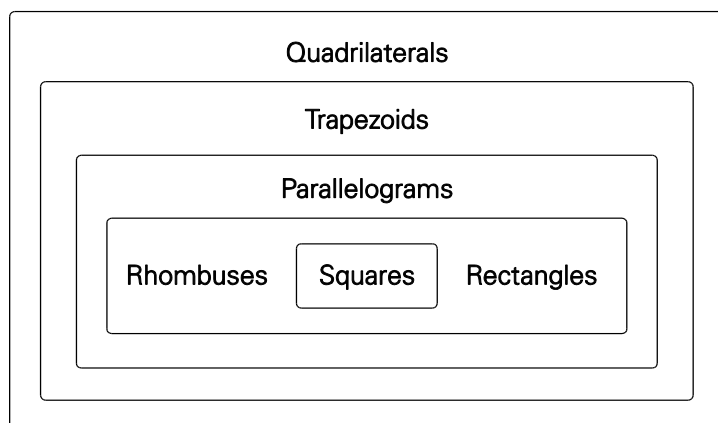 Quadrilaterals
Trapezoids
Parallelograms
Rhombuses Squares Rectangles